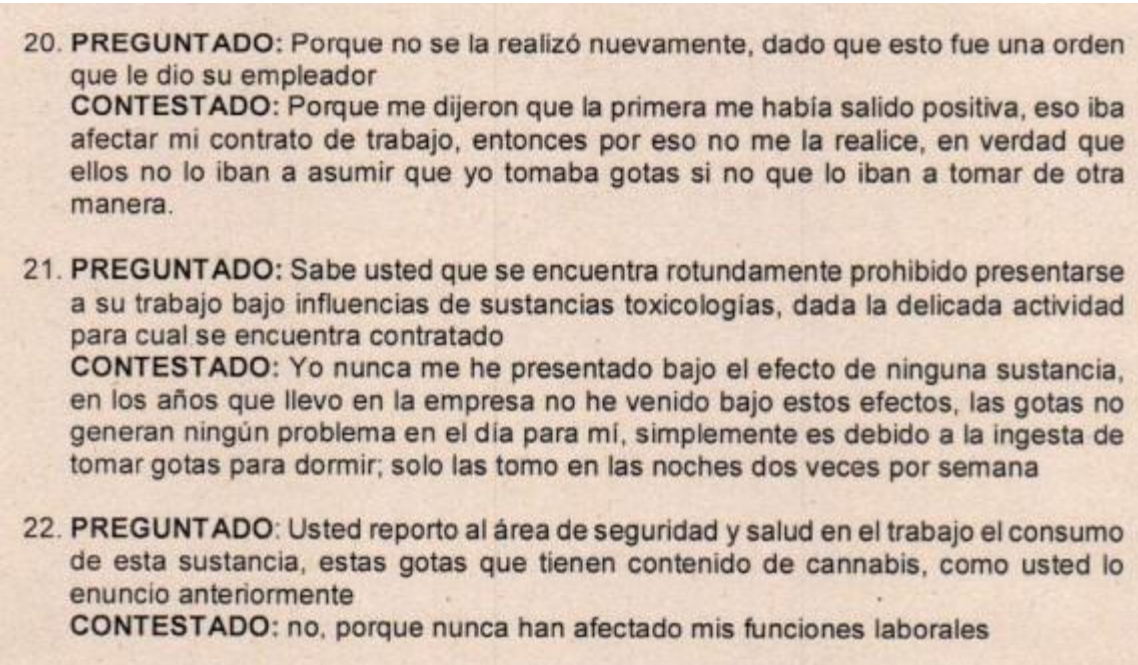 20. PREGUNTADO: Porque no se la realizó nuevamente, dado que esto fue una orden
que le dio su empleador
CONTESTADO: Porque me dijeron que la primera me había salido positiva, eso iba
afectar mi contrato de trabajo, entonces por eso no me la realice, en verdad que
ellos no lo iban a asumir que yo tomaba gotas si no que lo iban a tomar de otra
manera.
21. PREGUNTADO: Sabe usted que se encuentra rotundamente prohibido presentarse
a su trabajo bajo influencias de sustancias toxicologías, dada la delicada actividad
para cual se encuentra contratado
CONTESTADO: Yo nunca me he presentado bajo el efecto de ninguna sustancia,
en los años que llevo en la empresa no he venido bajo estos efectos, las gotas no
generan ningún problema en el día para mí, simplemente es debido a la ingesta de
tomar gotas para dormir; solo las tomo en las noches dos veces por semana
22. PREGUNTADO: Usted reporto al área de seguridad y salud en el trabajo el consumo
de esta sustancia, estas gotas que tienen contenido de cannabis, como usted lo
enuncio anteriormente
CONTESTADO: no, porque nunca han afectado mis funciones laborales